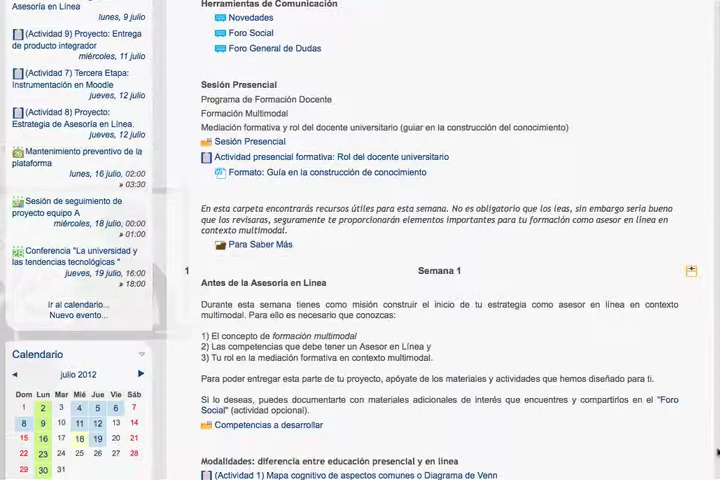 Asesoría en Línea
lunes, 9 julio
(Actividad 9) Proyecto: Entrega
de producto integrador
miércoles, 11 julio
(Actividad 7) Tercera Etapa:
Instrumentación en Moodle
jueves, 12 julio
(Actividad 8) Proyecto:
Estrategia de Asesoría en Línea.
jueves, 12 julio
Mantenimiento preventivo de la
plataforma
lunes, 16 julio, 02:00
» 03:30
Sesión de seguimiento de
proyecto equipo A
miércoles, 18 julio, 00:00
» 01:00
Conferencia "La universidad y
las tendencias tecnológicas "
jueves, 19 julio, 16:00
» 18:00
Ir al calendario...
Nuevo evento...
Calendario
julio 2012
Dom Lun Mar Mié Jue Vie Sáb
1 2 3 4 5 6 7
8 9 10 11 12 13 14
15 16 17 18 19 20 21
22 23 24 25 26 27 28
29 30 31
Herramientas de Comunicación
Novedades
Foro Social
Foro General de Dudas
Sesión Presencial
Programa de Formación Docente
Formación Multimodal
Mediación formativa y rol del docente universitario (guiar en la construcción del conocimiento)
Sesión Presencial
Actividad presencial formativa: Rol del docente universitario
Formato: Guía en la construcción de conocimiento
En esta carpeta encontrarás recursos útiles para esta semana. No es obligatorio que los leas, sin embargo sería bueno
que los revisaras, seguramente te proporcionarán elementos importantes para tu formación como asesor en línea en
contexto multimodal.
Para Saber Más
1 Semana 1
Antes de la Asesoría en Línea
Durante esta semana tienes como misión construir el inicio de tu estrategia como asesor en línea en contexto
multimodal. Para ello es necesario que conozcas:
1) El concepto de formación multimodal
2) Las competencias que debe tener un Asesor en Línea y
3) Tu rol en la mediación formativa en contexto multimodal.
Para poder entregar esta parte de tu proyecto, apóyate de los materiales y actividades que hemos diseñado para ti.
Si lo deseas, puedes documentarte con materiales adicionales de interés que encuentres y compartirlos en el "Foro
Social" (actividad opcional).
Competencias a desarrollar
Modalidades: diferencia entre educación presencial y en línea
(Actividad 1) Mapa cognitivo de aspectos comunes o Diagrama de Venn